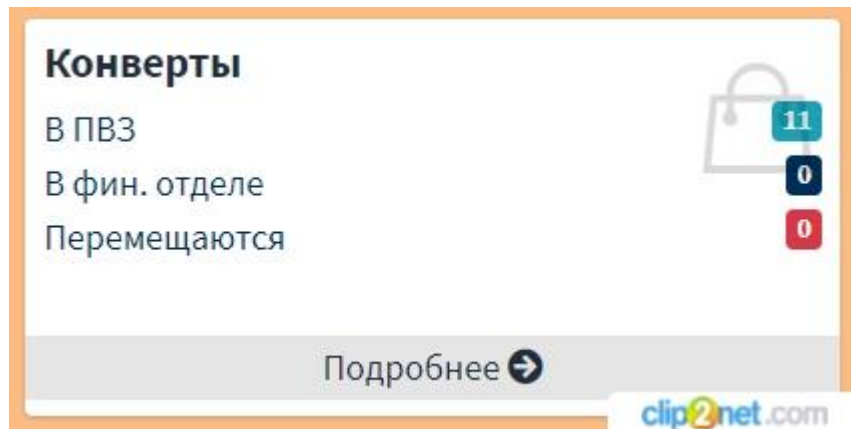 Конверты
В ПВЗ 11
В фин. отделе 0
Перемещаются 0
Подробнее
clip2net.com